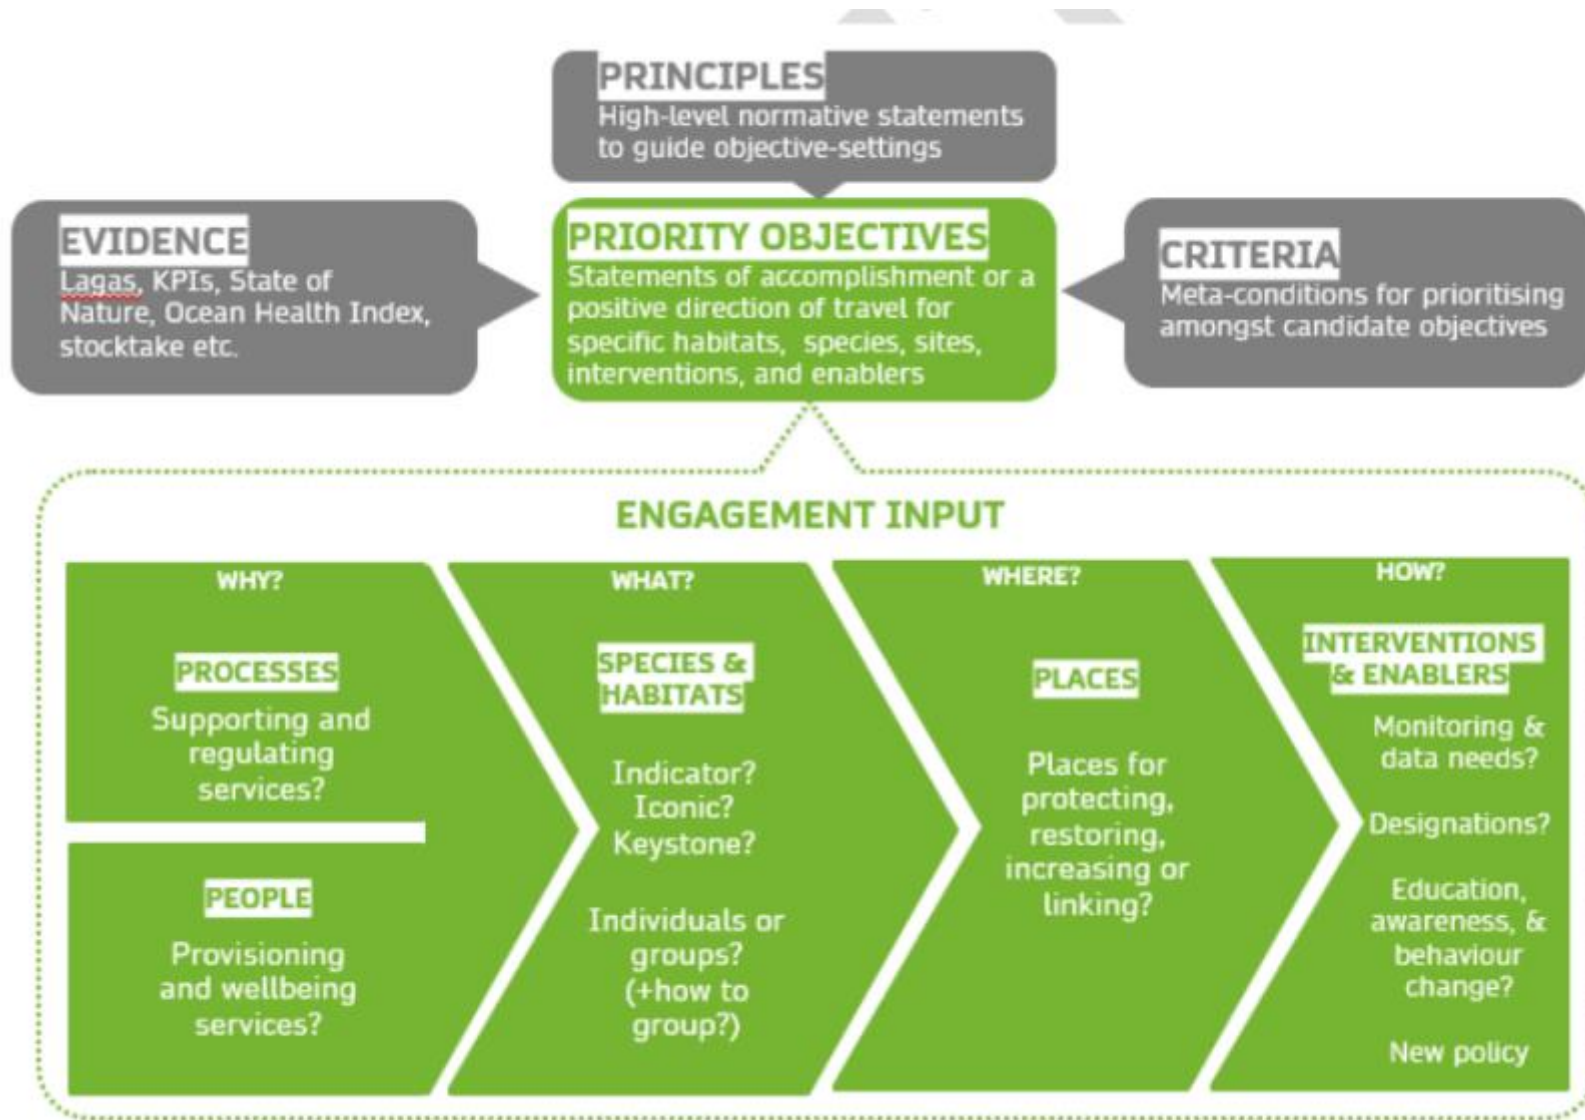 PRINCIPLES
High-level normative statements
to guide objective-settings
EVIDENCE
Lagas, KPIs, State of
Nature, Ocean Health Index,
stocktake etc.
PRIORITY OBJECTIVES
Statements of accomplishment or a
positive direction of travel for
specific habitats, species, sites,
interventions, and enablers
CRITERIA
Meta-conditions for prioritising
amongst candidate objectives
ENGAGEMENT INPUT
WHY?
PROCESSES
Supporting and
regulating
services?
PEOPLE
Provisioning
and wellbeing
services?
WHAT?
SPECIES &
HABITATS
Indicator?
Iconic?
Keystone?
Individuals or
groups?
(+how to
group?)
WHERE?
PLACES
Places for
protecting,
restoring,
increasing or
linking?
HOW?
INTERVENTIONS
& ENABLERS
Monitoring &
data needs?
Designations?
Education,
awareness, &
behaviour
change?
New policy